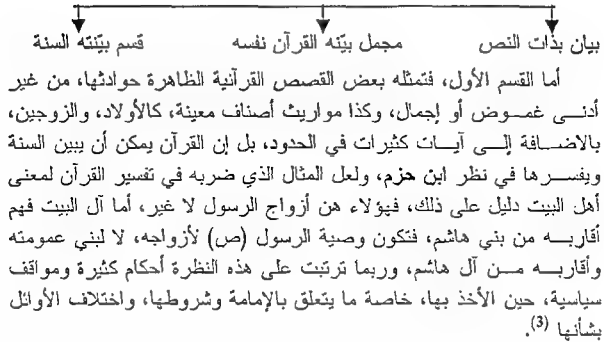 بيان بذات النص    مجمل بيّنه القرآن نفسه    قسم بيّنته السنة
أما القسم الأول، فتمثله بعض القصص القرآنية الظاهرة حوادثها، من غير
أدنى غموض أو إجمال، وكذا مواريث أصناف معينة، كالأولاد، والزوجين،
بالاضافة إلى آيات كثيرات في الحدود، بل إن القرآن يمكن أن يبين السنة
ويفسرها في نظر ابن حزم، ولعل المثال الذي ضربه في تفسير القرآن لمعنى
أهل البيت دليل على ذلك، فهؤلاء هن أزواج الرسول لا غير، أما آل البيت فهم
أقاربه من بني هاشم، فتكون وصية الرسول (ص) لأزواجه، لا لبني عمومته
وأقاربه من آل هاشم، وربما ترتبت على هذه النظرة أحكام كثيرة ومواقف
سياسية، حين الأخذ بها، خاصة ما يتعلق بالإمامة وشروطها، واختلاف الأوائل
بشأنها (3).